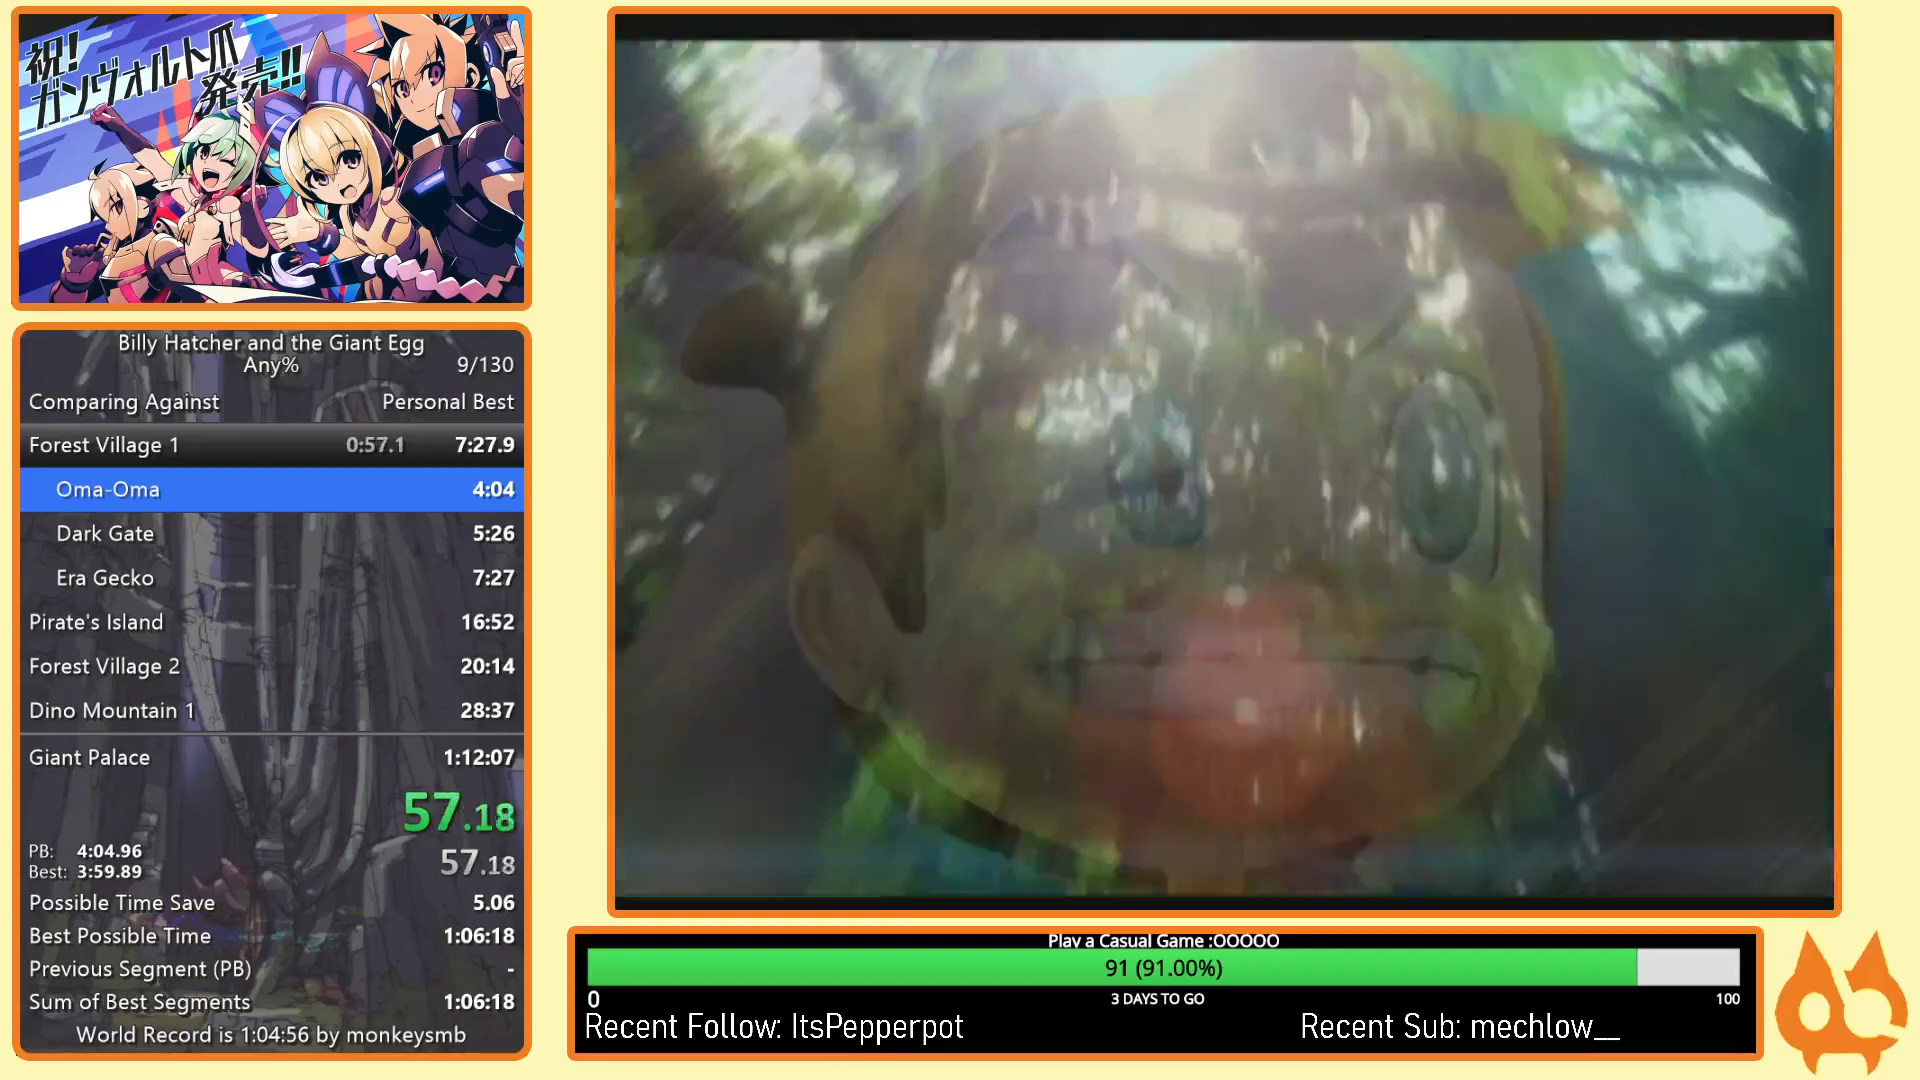 祝!
ガンヴォルト爪
発売!!
Billy Hatcher and the Giant Egg
Any% 9/130
Comparing Against Personal Best
Forest Village 1 0:57.1 7:27.9
Oma-Oma 4:04
Dark Gate 5:26
Era Gecko 7:27
Pirate's Island 16:52
Forest Village 2 20:14
Dino Mountain 1 28:37
Giant Palace 1:12:07
57.18
PB: 4:04.96
Best: 3:59.89
57.18
Possible Time Save 5.06
Best Possible Time 1:06:18
Previous Segment (PB) -
Sum of Best Segments 1:06:18
World Record is 1:04:56 by monkeysmb
Play a Casual Game :OOOOO
91 (91.00%)
0 3 DAYS TO GO 100
Recent Follow: ItsPepperpot Recent Sub: mechlow__